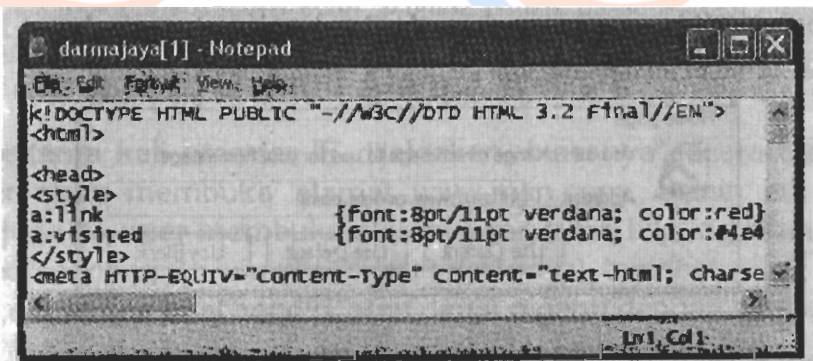 darmajaya[1] - Notepad
File Edit Format View Help
<!DOCTYPE HTML PUBLIC "-//W3C//DTD HTML 3.2 Final//EN">
<html>
<head>
<style>
a:link {font:8pt/11pt verdana; color:red}
a:visited {font:8pt/11pt verdana; color:#4e4
</style>
<meta HTTP-EQUIV="Content-Type" Content="text-html; charse
Ln 1, Col 1